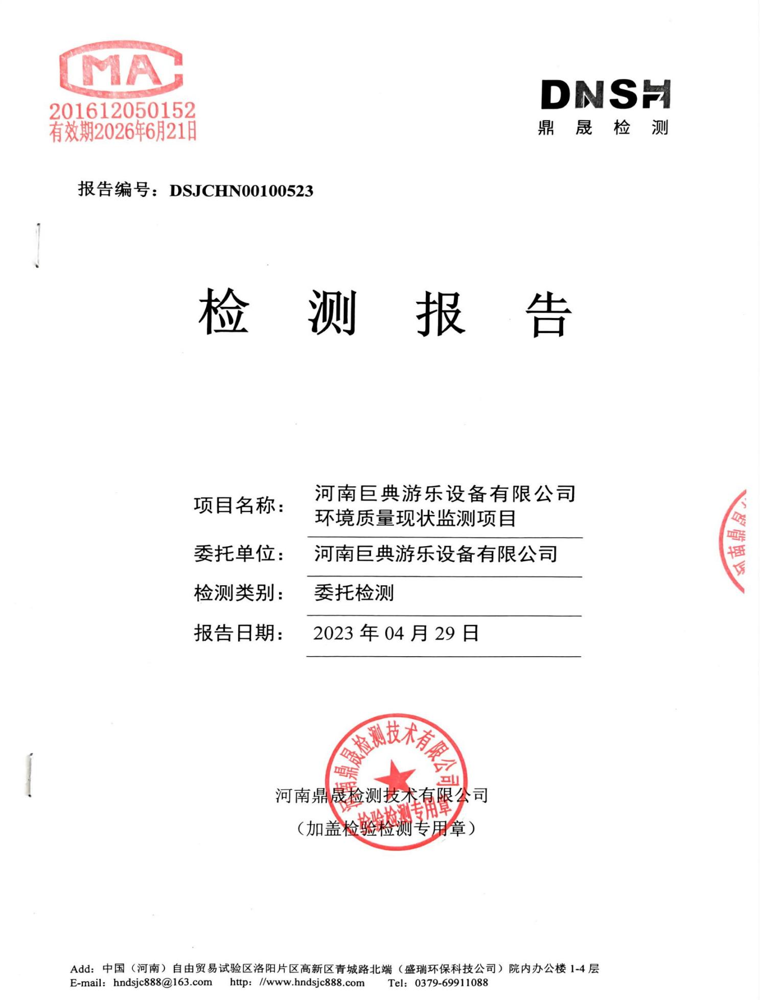 CMA
201612050152
有效期2026年6月21日
DNSH
鼎晟检测
报告编号：DSJCHN00100523
检测报告
项目名称：河南巨典游乐设备有限公司
环境质量现状监测项目
委托单位：河南巨典游乐设备有限公司
检测类别：委托检测
报告日期：2023 年 04 月 29 日
河南鼎晟检测技术有限公司
检验检测专用章
河南鼎晟检测技术有限公司
（加盖检验检测专用章）
南鼎晟
Add：中国（河南）自由贸易试验区洛阳片区高新区青城路北端（盛瑞环保科技公司）院内办公楼 1-4 层
E-mail：hndsjc888@163.com http：//www.hndsjc888.com Tel：0379-69911088